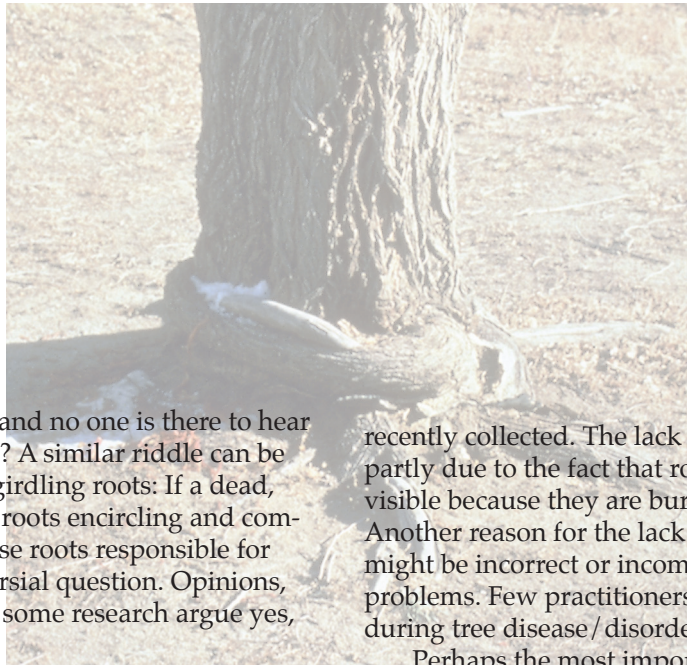 and no one is there to hear
? A similar riddle can be
girdling roots: If a dead,
roots encircling and com-
se roots responsible for
rsial question. Opinions,
some research argue yes,
recently collected. The lack
partly due to the fact that ro
visible because they are bur
Another reason for the lack
might be incorrect or incom
problems. Few practitioners
during tree disease/disorde
Perhaps the most impor